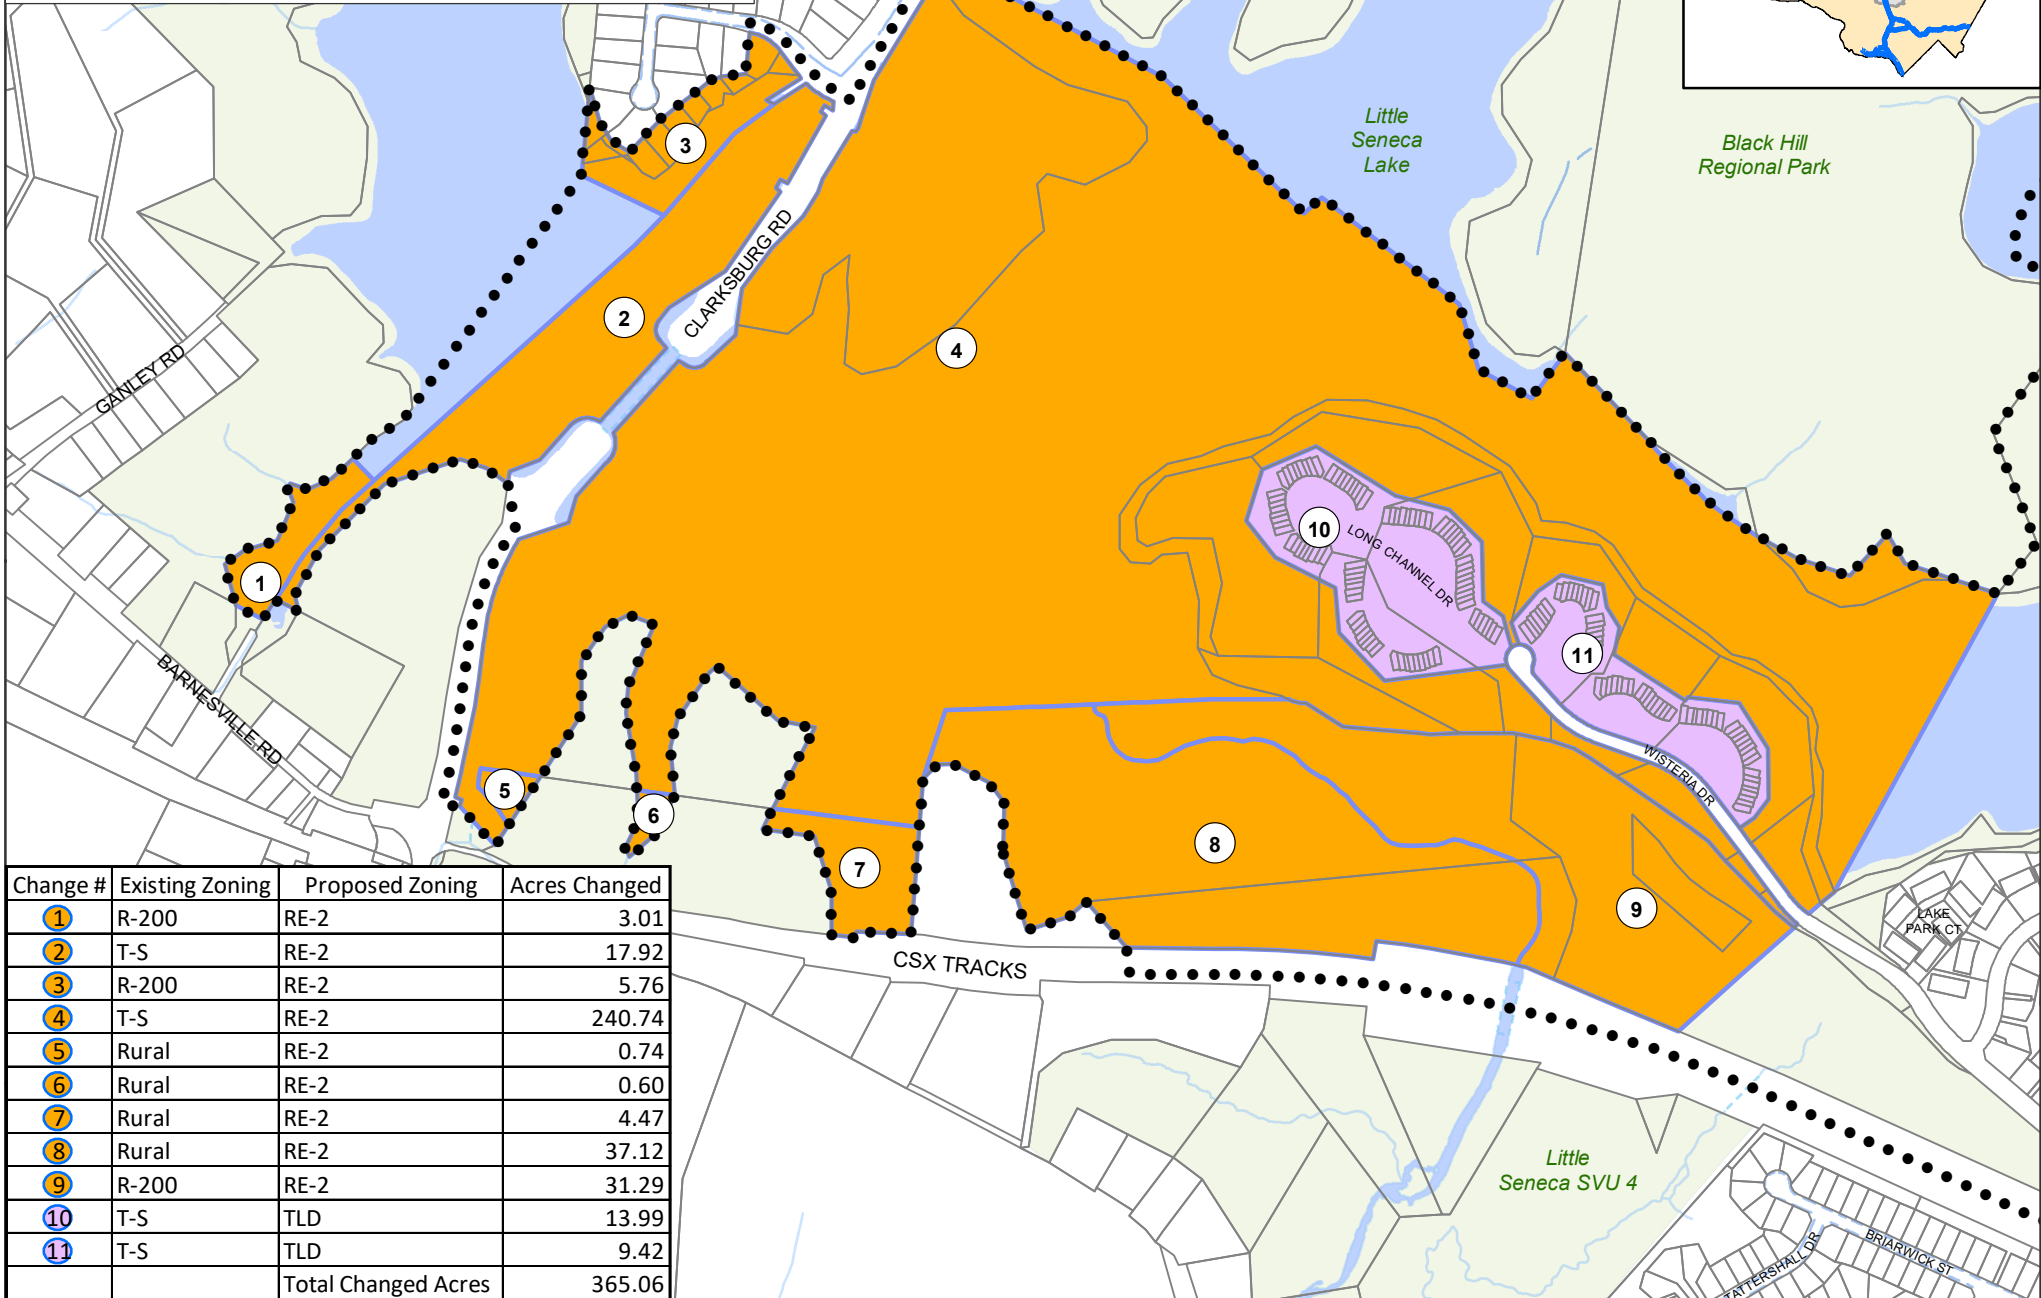 Little
Seneca
Lake
Black Hill
Regional Park
3
CLARKSBURG RD
2
4
GANLEY RD
10
LONG CHANNEL DR
1
11
BARNESVILLE RD
WISTERIA DR
5
6
7
8
9
LAKE
PARK CT
CSX TRACKS
Little
Seneca SVU 4
BRIARWICK ST
TATTERSHALL DR
Change # Existing Zoning Proposed Zoning Acres Changed
1 R-200 RE-2 3.01
2 T-S RE-2 17.92
3 R-200 RE-2 5.76
4 T-S RE-2 240.74
5 Rural RE-2 0.74
6 Rural RE-2 0.60
7 Rural RE-2 4.47
8 Rural RE-2 37.12
9 R-200 RE-2 31.29
10 T-S TLD 13.99
11 T-S TLD 9.42
Total Changed Acres 365.06